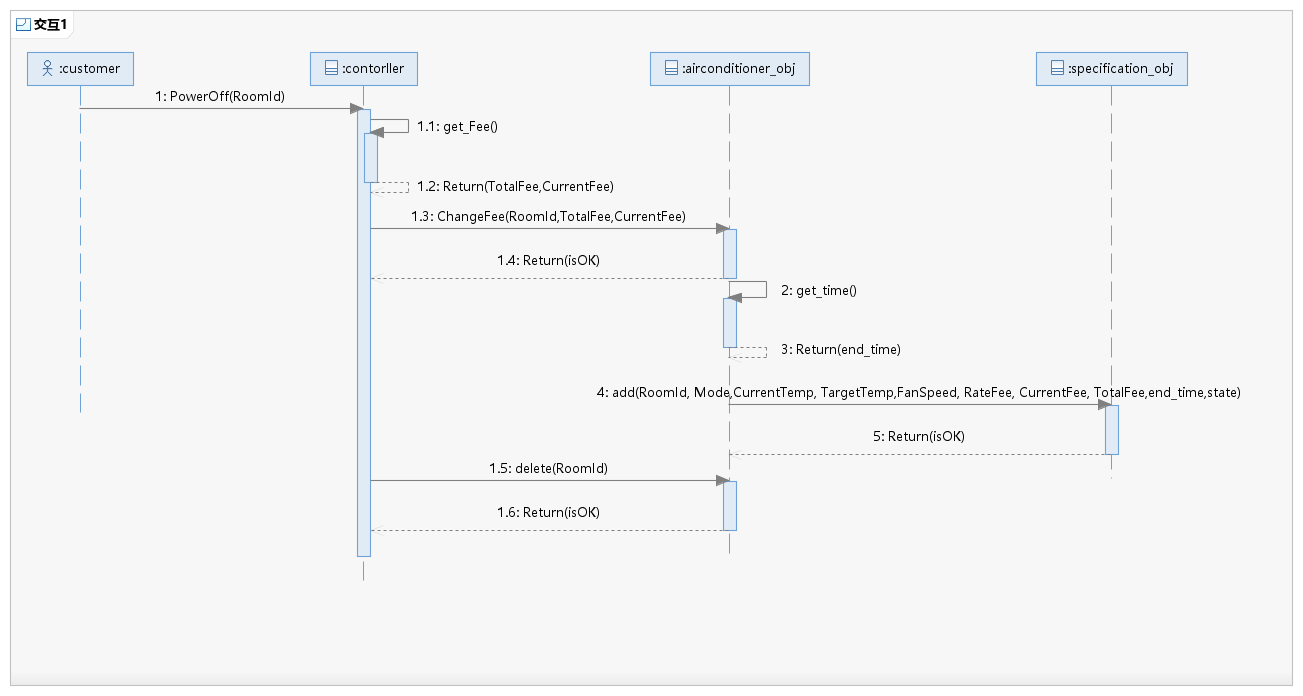 交互1
:customer
:contorller
:airconditioner_obj
:specification_obj
1: PowerOff(RoomId)
1.1: get_Fee()
1.2: Return(TotalFee,CurrentFee)
1.3: ChangeFee(RoomId,TotalFee,CurrentFee)
1.4: Return(isOK)
2: get_time()
3: Return(end_time)
4: add(RoomId, Mode,CurrentTemp, TargetTemp,FanSpeed, RateFee, CurrentFee, TotalFee,end_time,state)
5: Return(isOK)
1.5: delete(RoomId)
1.6: Return(isOK)